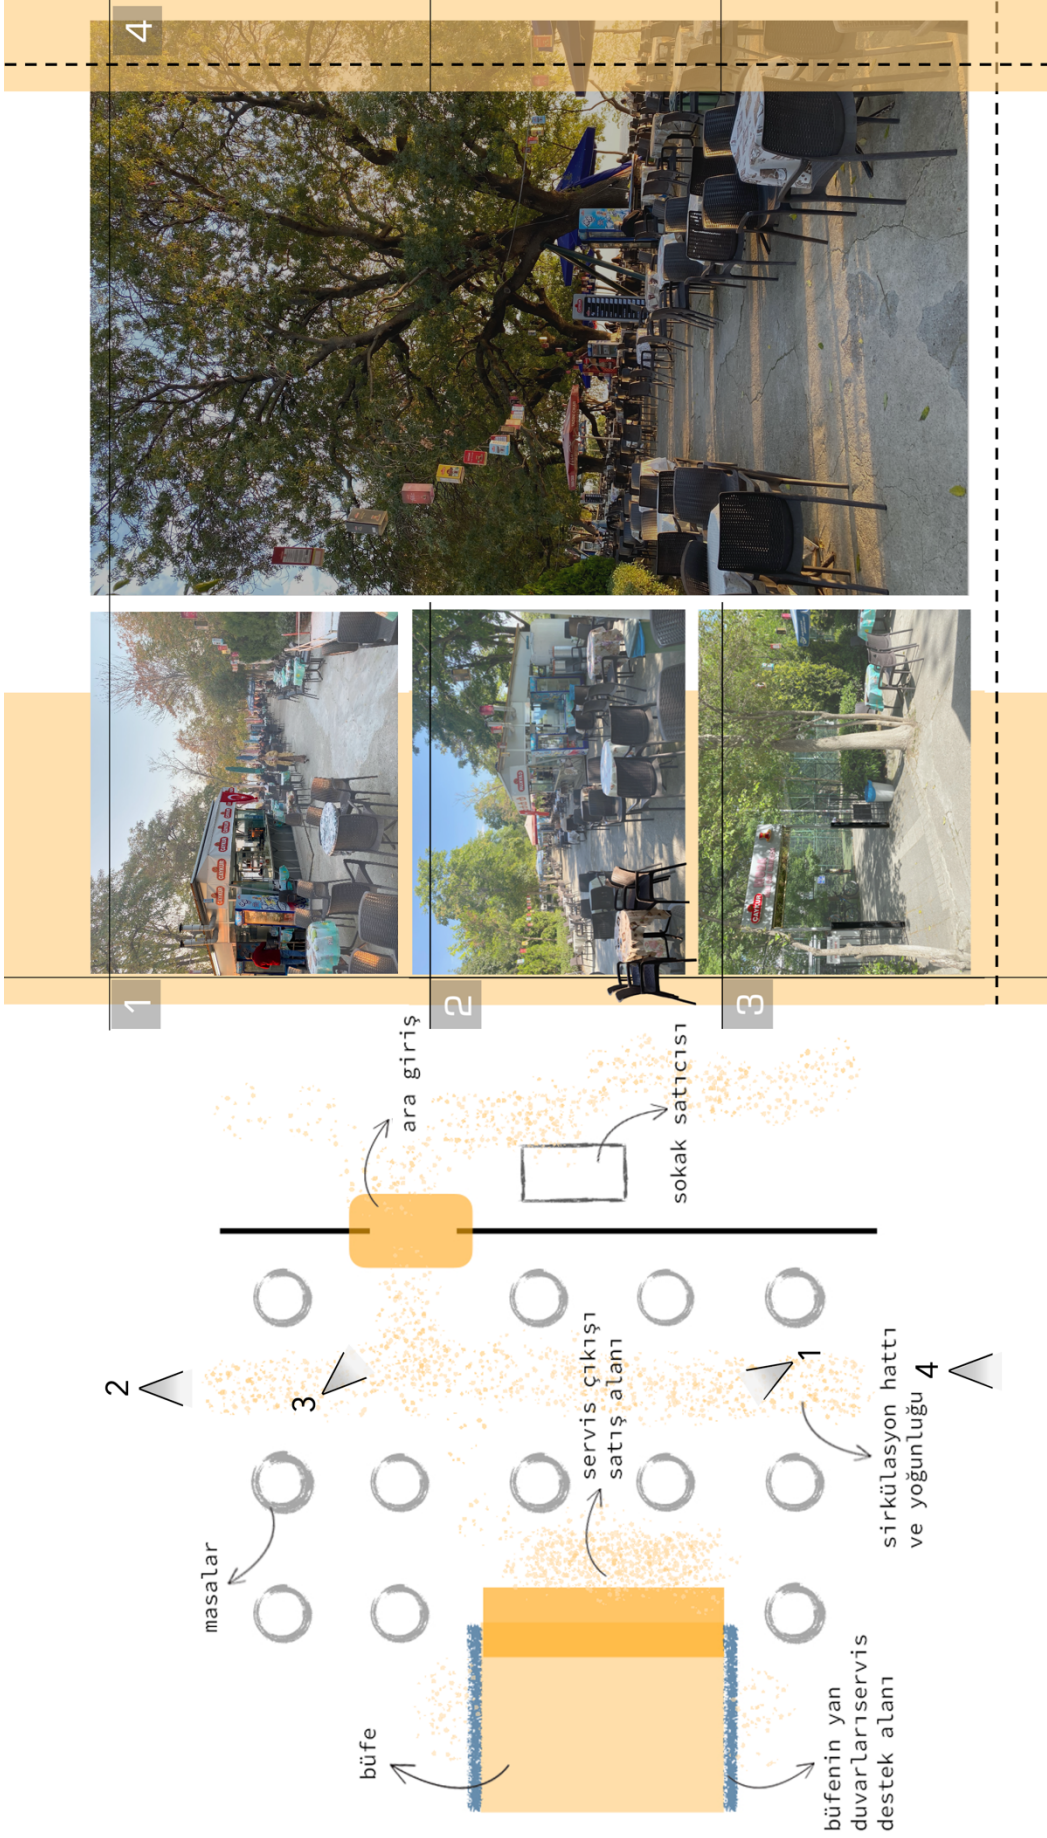 2
1
4
masalar
3
büfe
ara giriş
2
servis çıkışı
satış alanı
sokak satıcısı
3
ÇAYKUR
1
büfenin yan
duvarlarıservis
destek alanı
sirkülasyon hattı
ve yoğunluğu
4